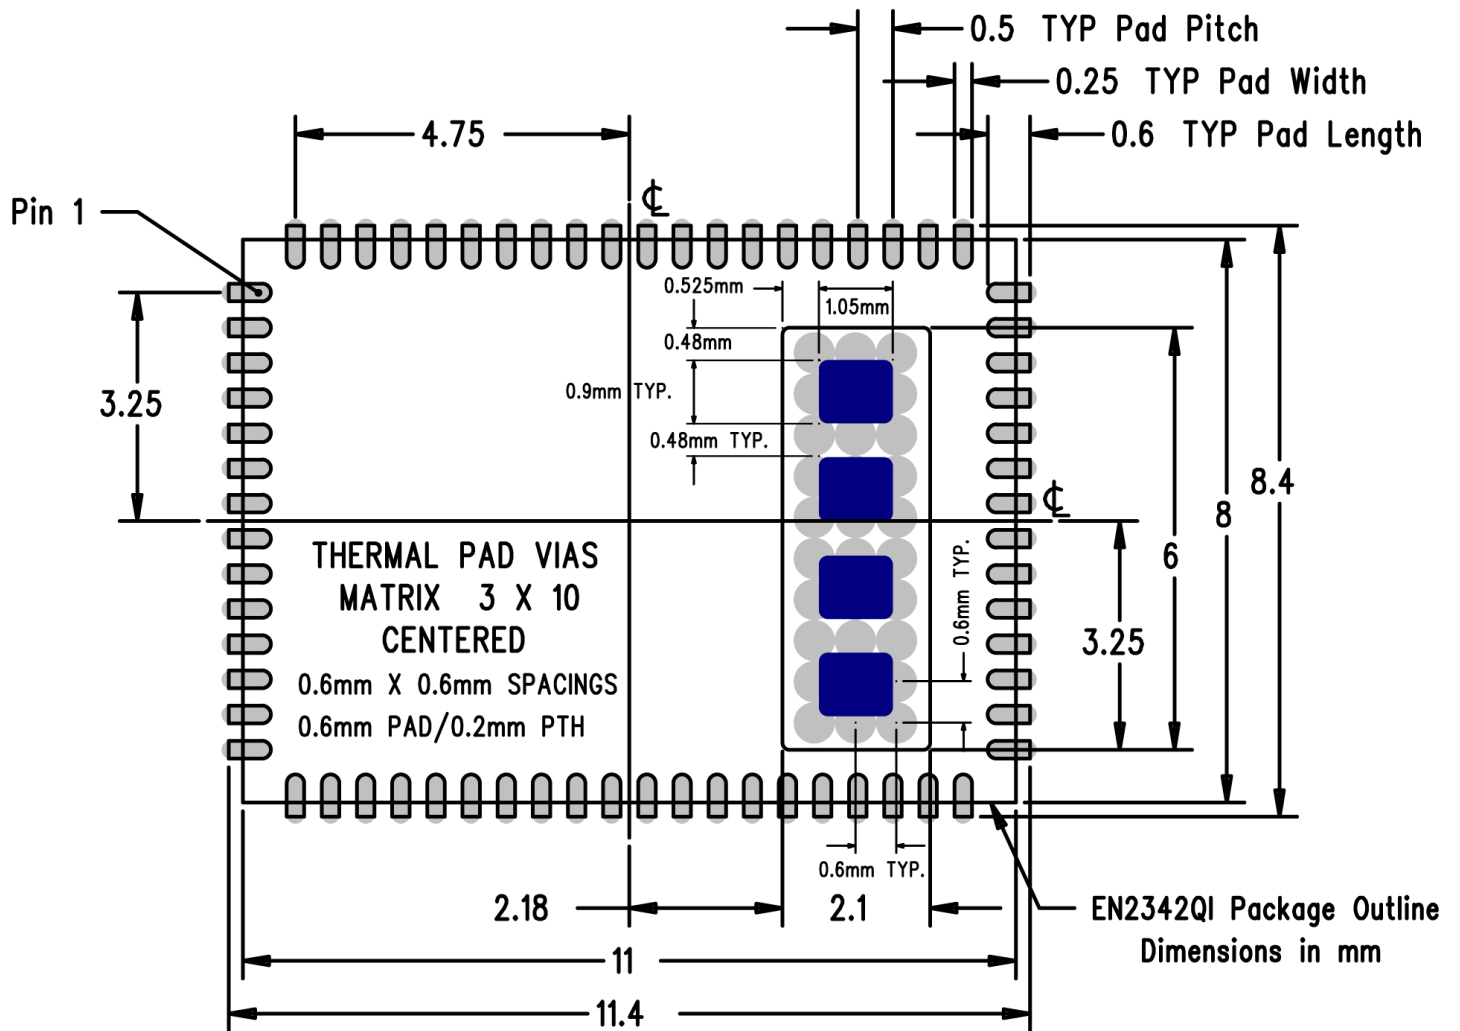 0.5 TYP Pad Pitch
0.25 TYP Pad Width
0.6 TYP Pad Length
4.75
℄
Pin 1
0.525mm
1.05mm
0.48mm
0.9mm TYP.
3.25
0.48mm TYP.
8.4
℄
8
THERMAL PAD VIAS
MATRIX 3 X 10
CENTERED
0.6mm X 0.6mm SPACINGS
0.6mm PAD/0.2mm PTH
0.6mm TYP.
6
3.25
0.6mm TYP.
2.18
2.1
EN2342QI Package Outline
Dimensions in mm
11
11.4